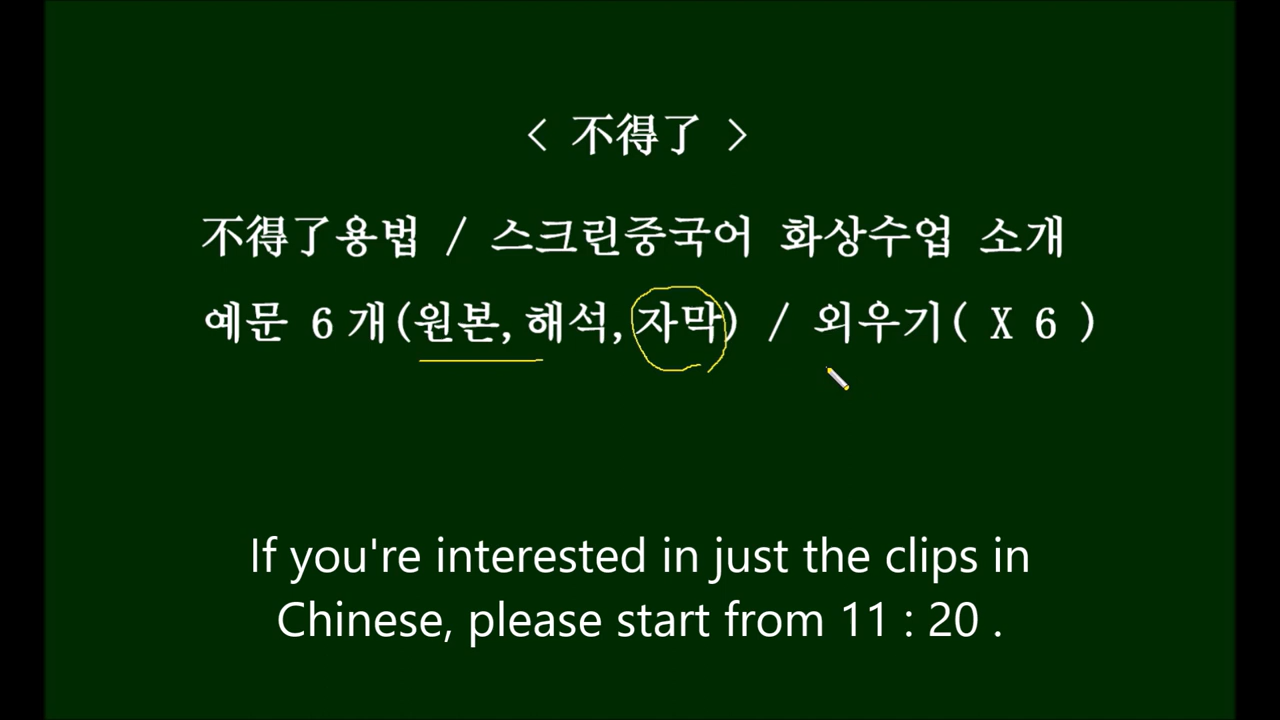 < 不得了 >
不得了용법 / 스크린중국어 화상수업 소개
예문 6개(원본, 해석, 자막) / 외우기( X 6 )
If you're interested in just the clips in
Chinese, please start from 11 : 20 .